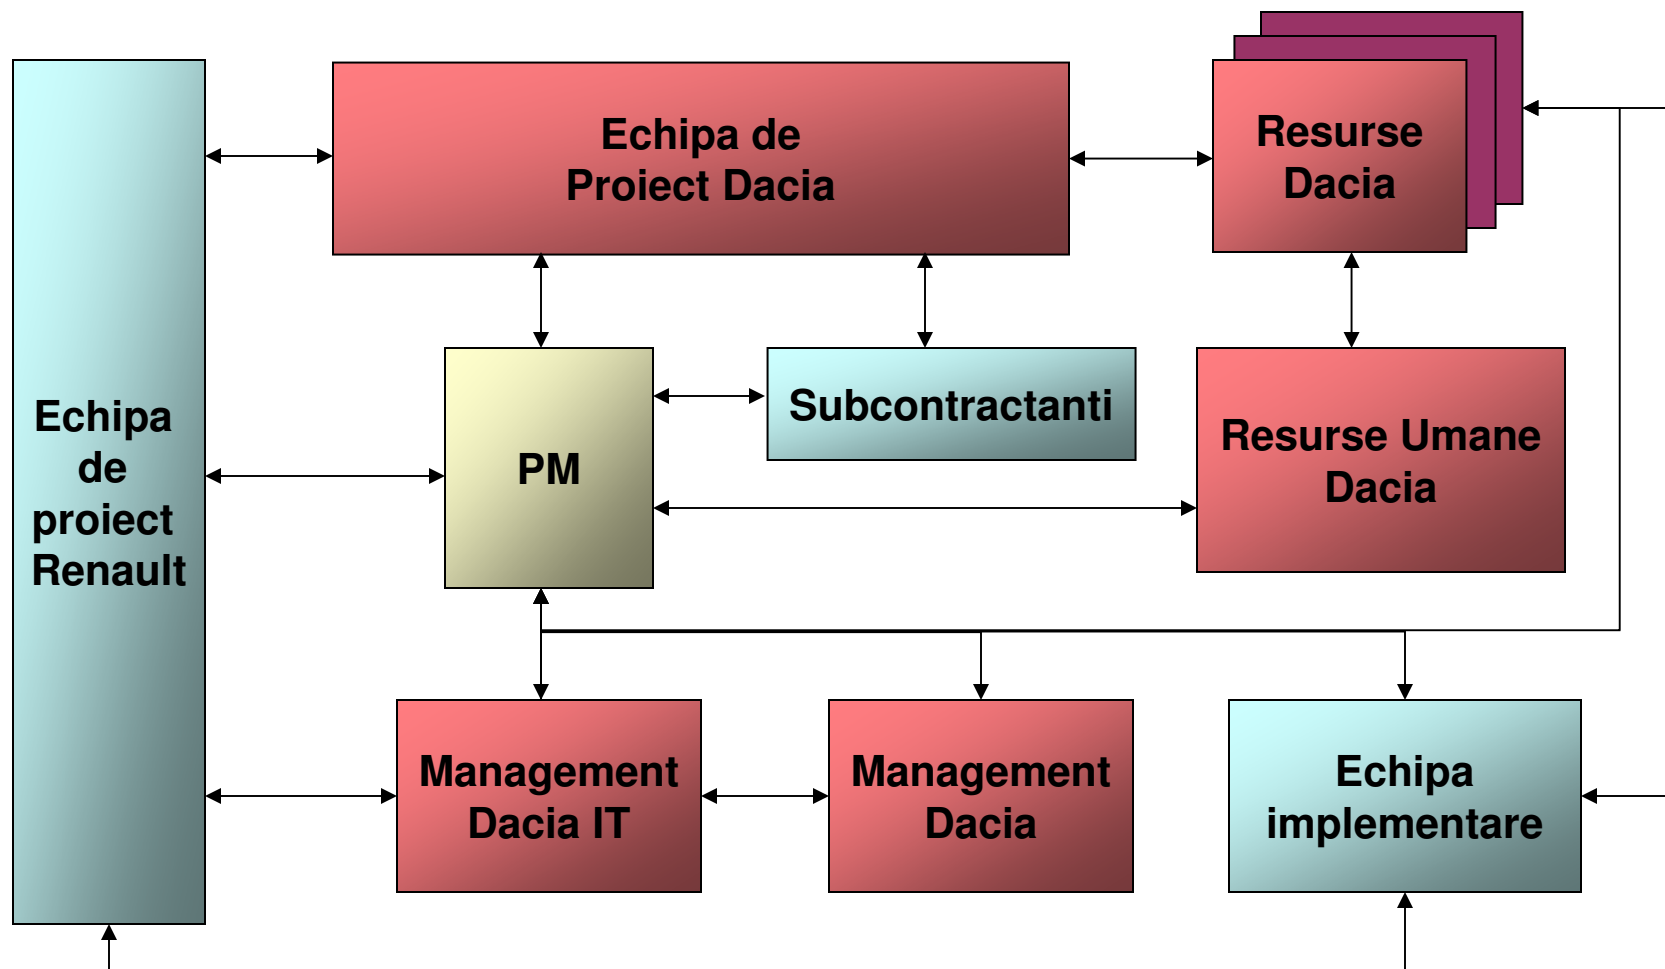 Echipa de
Proiect Dacia
Resurse
Dacia
Echipa
de
proiect
Renault
PM
Subcontractanti
Resurse Umane
Dacia
Management
Dacia IT
Management
Dacia
Echipa
implementare